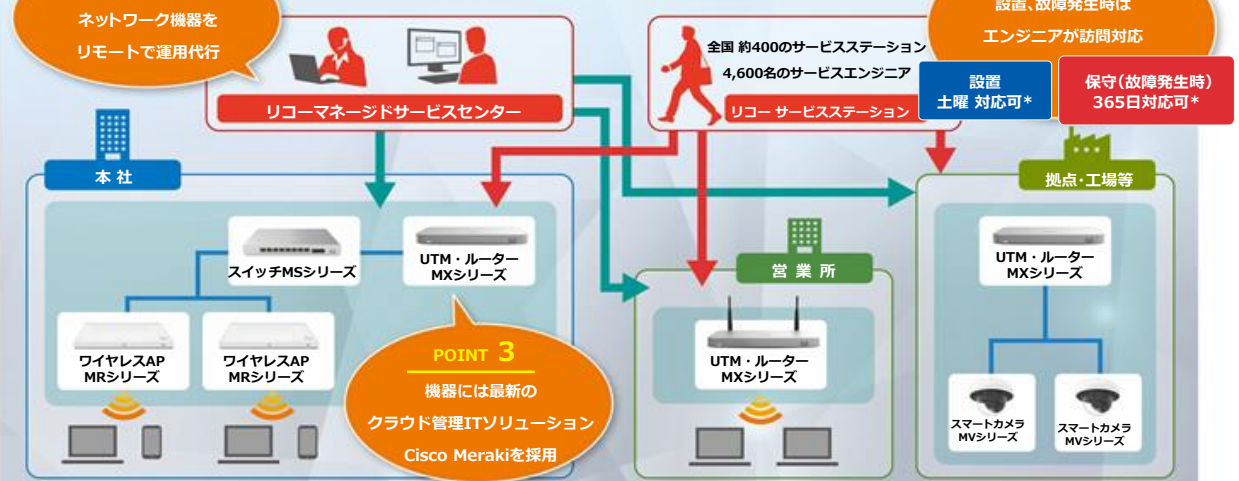 ネットワーク機器を
リモートで運用代行
リコーマネージドサービスセンター
全国 約400のサービスステーション
4,600名のサービスエンジニア
リコー サービスステーション
設置、故障発生時は
エンジニアが訪問対応
設置
土曜 対応可*
保守(故障発生時)
365日対応可*
本 社
スイッチMSシリーズ
UTM・ルーター
MXシリーズ
ワイヤレスAP
MRシリーズ
ワイヤレスAP
MRシリーズ
POINT 3
機器には最新の
クラウド管理ITソリューション
Cisco Merakiを採用
営 業 所
UTM・ルーター
MXシリーズ
拠点・工場等
UTM・ルーター
MXシリーズ
スマートカメラ
MVシリーズ
スマートカメラ
MVシリーズ